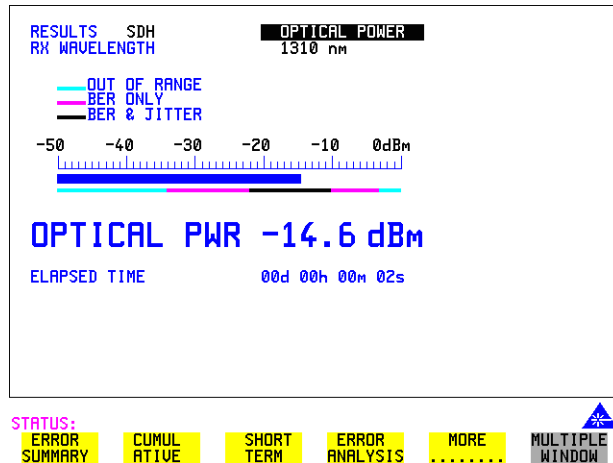 RESULTS SDH OPTICAL POWER
RX WAVELENGTH 1310 nm
OUT OF RANGE
BER ONLY
BER & JITTER
-50 -40 -30 -20 -10 0dBm
OPTICAL PWR -14.6 dBm
ELAPSED TIME 00d 00h 00m 02s
STATUS:
ERROR SUMMARY
CUMUL ATIVE
SHORT TERM
ERROR ANALYSIS
MORE ........
MULTIPLE WINDOW